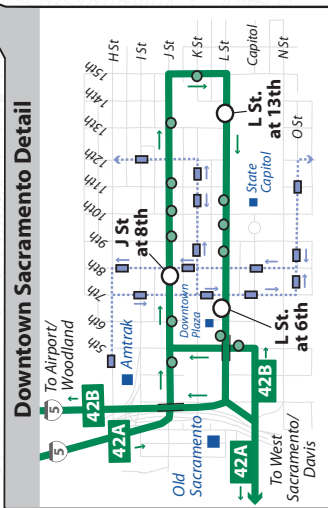 Downtown Sacramento Detail
H St
I St
J St
K St
L St
Capitol
N St
O St
15th
14th
13th
12th
11th
10th
9th
8th
7th
6th
5th
To Airport/
Woodland
5
5
42B
42A
Amtrak
J St
at 8th
L St.
at 13th
State
Capitol
Downtown
Plaza
L St.
at 6th
Old
Sacramento
42A
42B
To West
Sacramento/
Davis